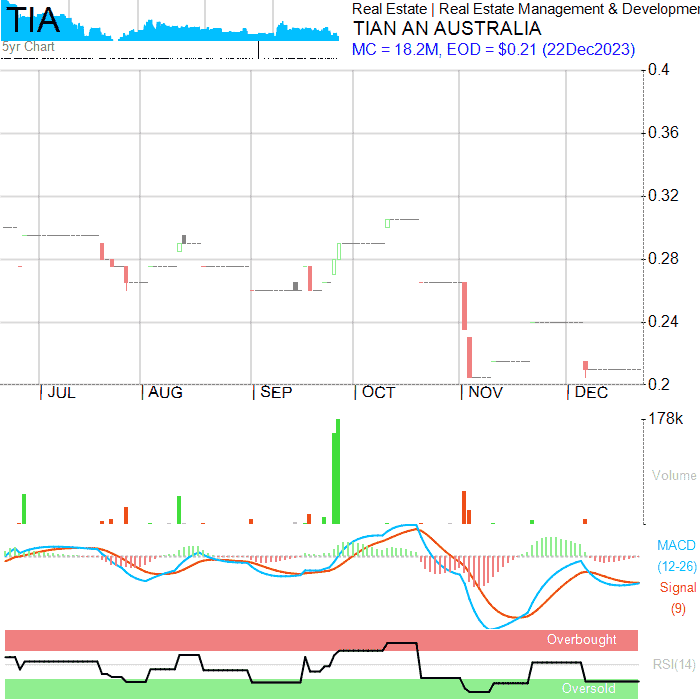 TIA
Real Estate | Real Estate Management & Developmen
TIAN AN AUSTRALIA
5yr Chart
MC = 18.2M, EOD = $0.21 (22Dec2023)
0.4
0.36
0.32
0.28
0.24
0.2
JUL AUG SEP OCT NOV DEC
178k
Volume
MACD
(12-26)
Signal
(9)
Overbought
RSI(14)
Oversold